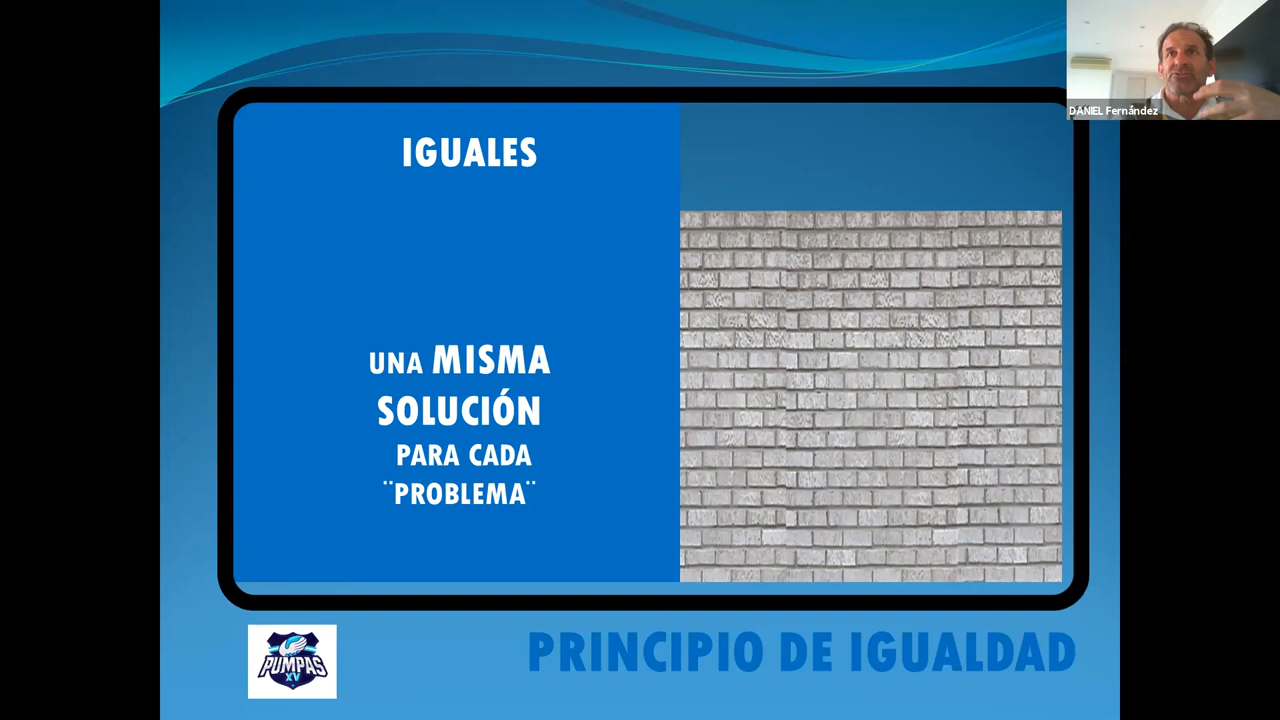 DANIEL Fernández
IGUALES
UNA MISMA
SOLUCIÓN
PARA CADA
¨PROBLEMA¨
PUMPAS
XV
PRINCIPIO DE IGUALDAD